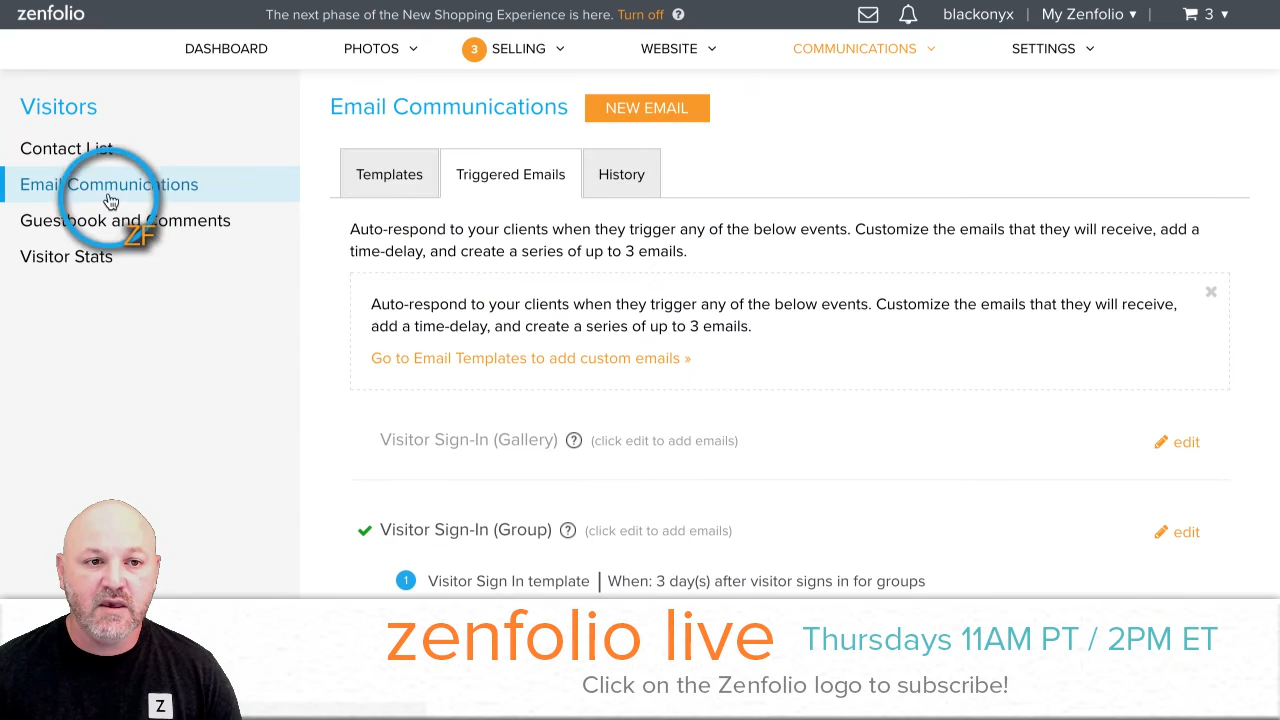 zenfolio
The next phase of the New Shopping Experience is here. Turn off ?
blackonyx | My Zenfolio ▾ | 3 ▾
DASHBOARD PHOTOS 3 SELLING WEBSITE COMMUNICATIONS SETTINGS
Visitors
Contact List
Email Communications
Guestbook and Comments
Visitor Stats
ZF
Email Communications NEW EMAIL
Templates Triggered Emails History
Auto-respond to your clients when they trigger any of the below events. Customize the emails that they will receive, add a
time-delay, and create a series of up to 3 emails.
Auto-respond to your clients when they trigger any of the below events. Customize the emails that they will receive,
add a time-delay, and create a series of up to 3 emails.
Go to Email Templates to add custom emails »
Visitor Sign-In (Gallery) ? (click edit to add emails) edit
Visitor Sign-In (Group) ? (click edit to add emails) edit
1 Visitor Sign In template | When: 3 day(s) after visitor signs in for groups
zenfolio live Thursdays 11AM PT / 2PM ET
Click on the Zenfolio logo to subscribe!
Z